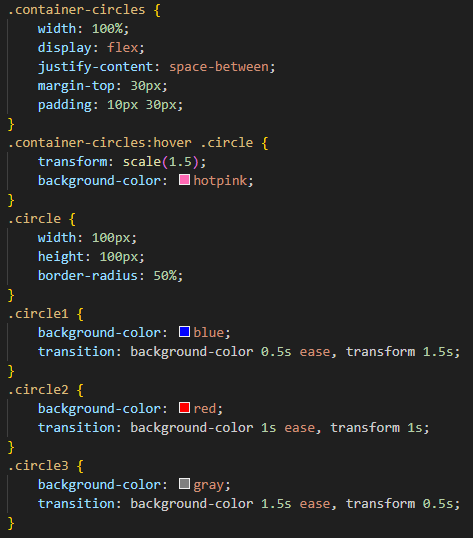 .container-circles {
    width: 100%;
    display: flex;
    justify-content: space-between;
    margin-top: 30px;
    padding: 10px 30px;
}
.container-circles:hover .circle {
    transform: scale(1.5);
    background-color: hotpink;
}
.circle {
    width: 100px;
    height: 100px;
    border-radius: 50%;
}
.circle1 {
    background-color: blue;
    transition: background-color 0.5s ease, transform 1.5s;
}
.circle2 {
    background-color: red;
    transition: background-color 1s ease, transform 1s;
}
.circle3 {
    background-color: gray;
    transition: background-color 1.5s ease, transform 0.5s;
}